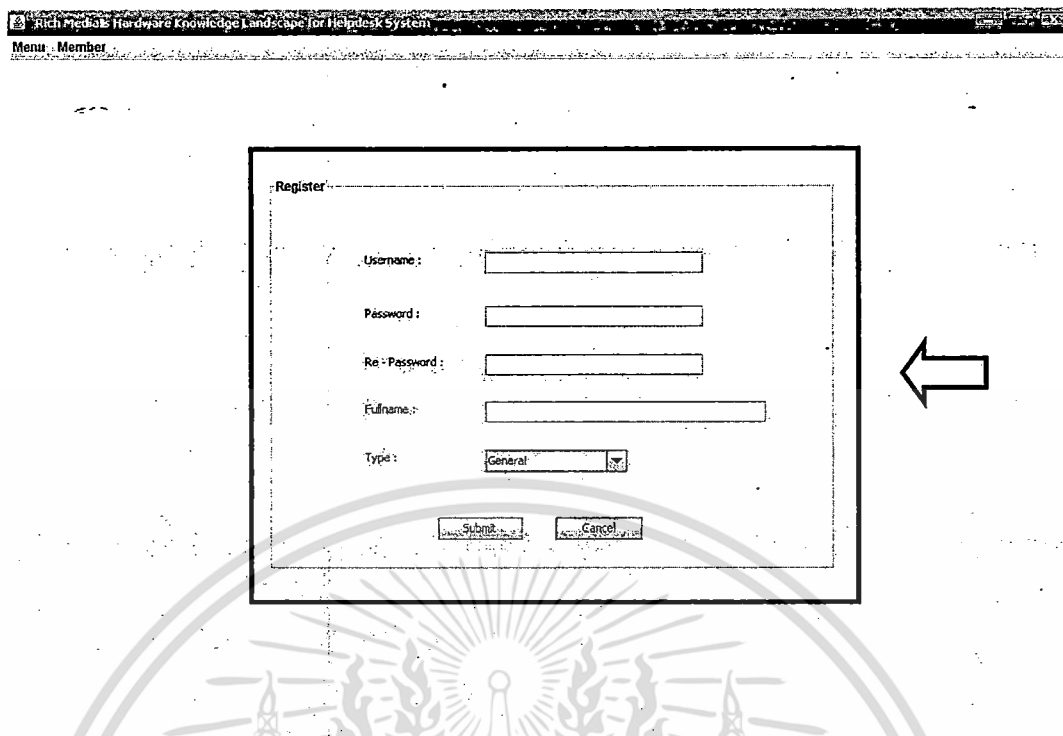 Rich Medials Hardware Knowledge Landscape for Helpdesk System
Menu Member
Register
Username :
Password :
Re - Password :
Fullname :
Type : General
Submit Cancel